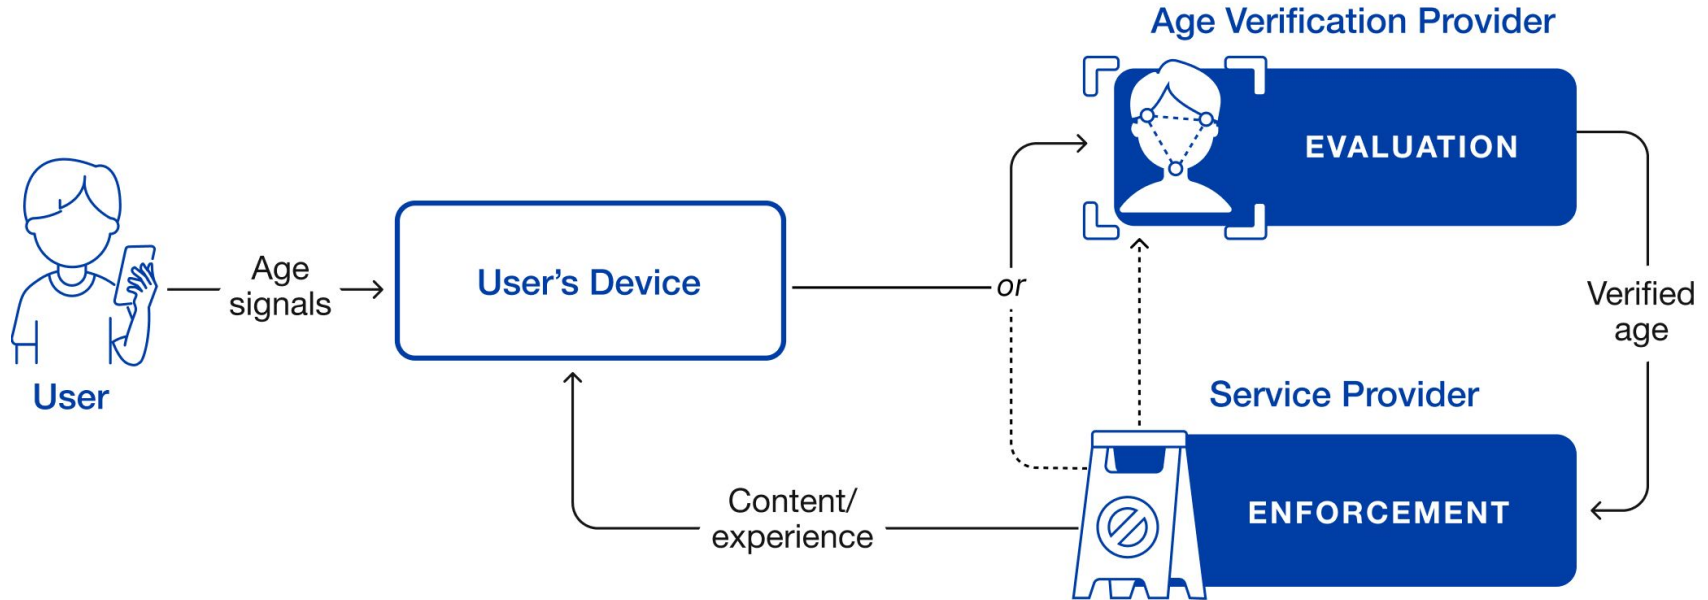 Age Verification Provider
EVALUATION
Age
signals
User's Device
or
Verified
age
User
Service Provider
Content/
experience
ENFORCEMENT